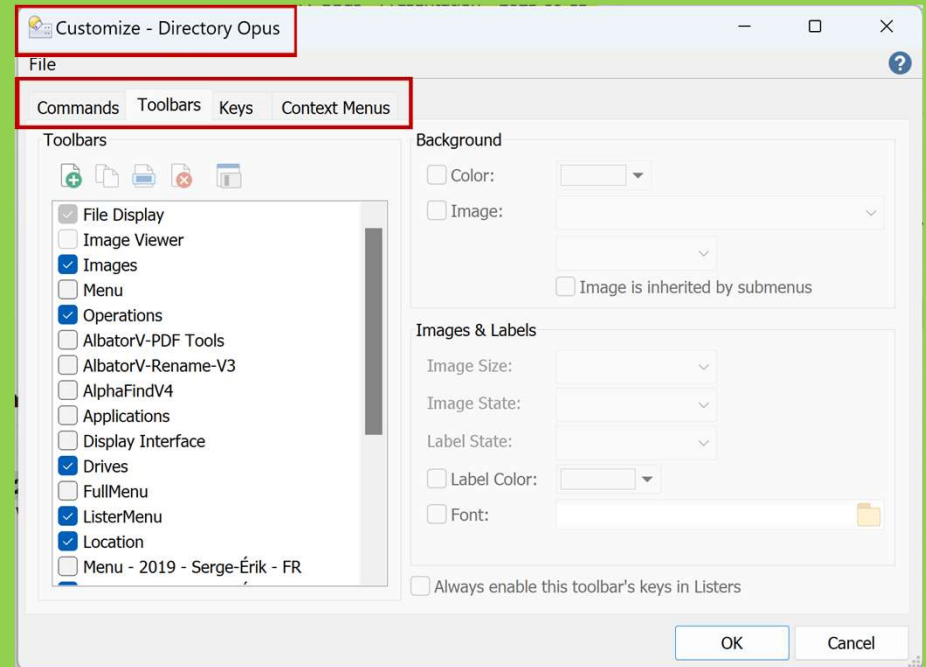 Customize - Directory Opus
File
Commands Toolbars Keys Context Menus
Toolbars
File Display
Image Viewer
Images
Menu
Operations
AlbatorV-PDF Tools
AlbatorV-Rename-V3
AlphaFindV4
Applications
Display Interface
Drives
FullMenu
ListerMenu
Location
Menu - 2019 - Serge-Érik - FR
Background
Color:
Image:
Image is inherited by submenus
Images & Labels
Image Size:
Image State:
Label State:
Label Color:
Font:
Always enable this toolbar's keys in Listers
OK Cancel